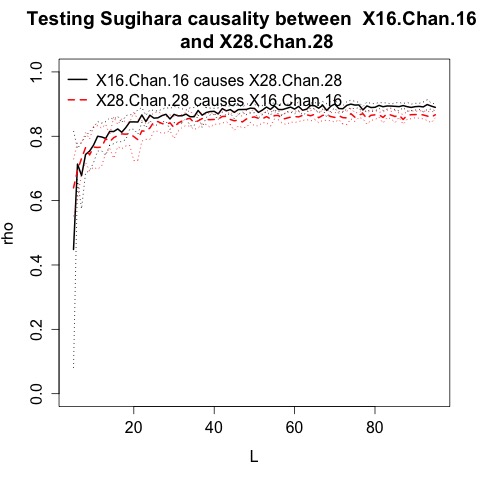 Testing Sugihara causality between  X16.Chan.16
and X28.Chan.28
X16.Chan.16 causes X28.Chan.28
X28.Chan.28 causes X16.Chan.16
1.0
0.8
0.6
0.4
0.2
0.0
rho
20 40 60 80
L